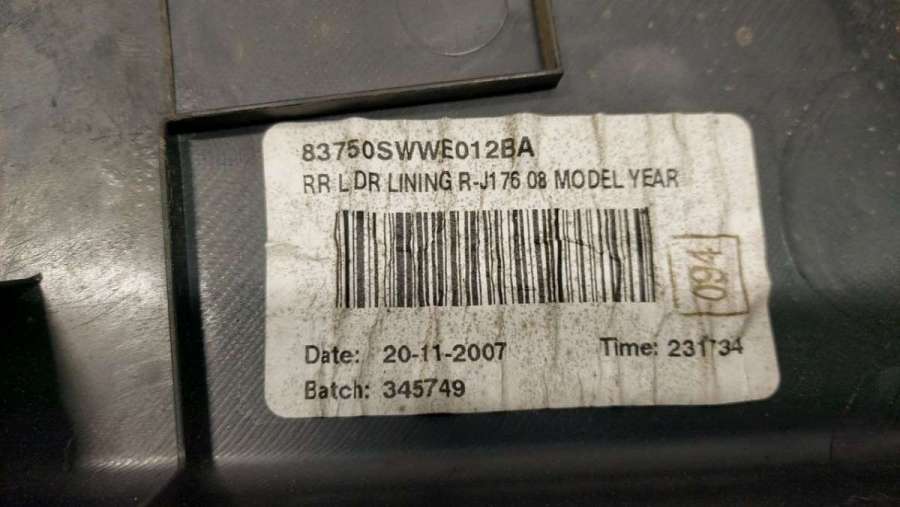 83750SWWE012BA
RR L DR LINING R-J176 08 MODEL YEAR
094
Date: 20-11-2007 Time: 231734
Batch: 345749